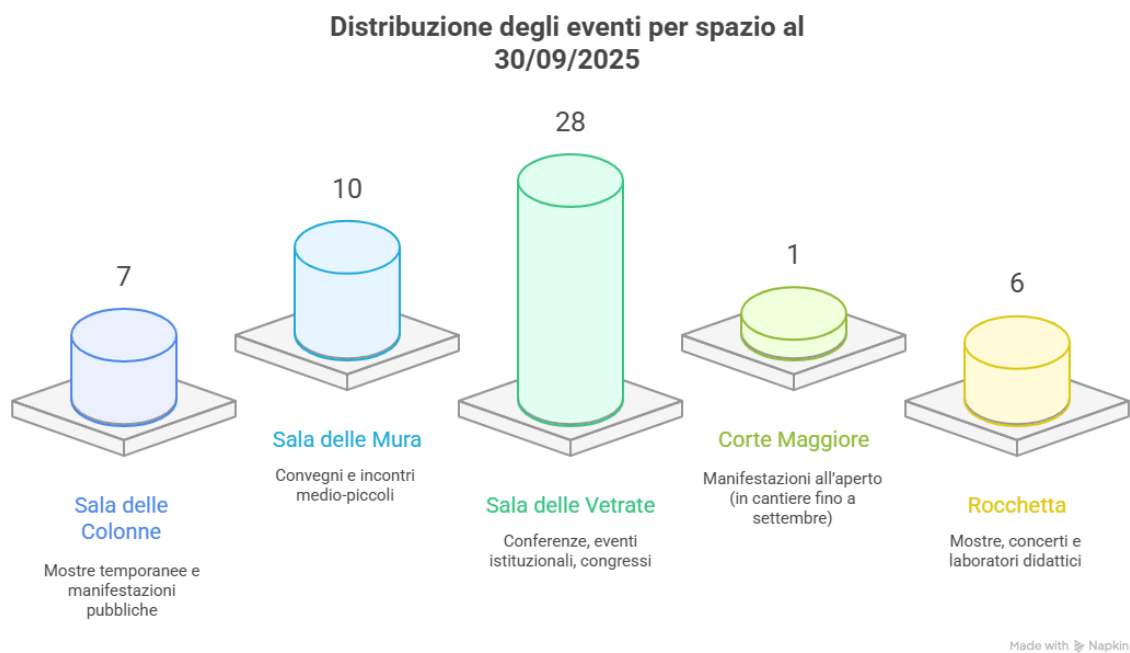 Distribuzione degli eventi per spazio al
30/09/2025
7
Sala delle
Colonne
Mostre temporanee e
manifestazioni
pubbliche
10
Sala delle Mura
Convegni e incontri
medio-piccoli
28
Sala delle Vetrate
Conferenze, eventi
istituzionali, congressi
1
Corte Maggiore
Manifestazioni all'aperto
(in cantiere fino a
settembre)
6
Rocchetta
Mostre, concerti e
laboratori didattici
Made with Napkin